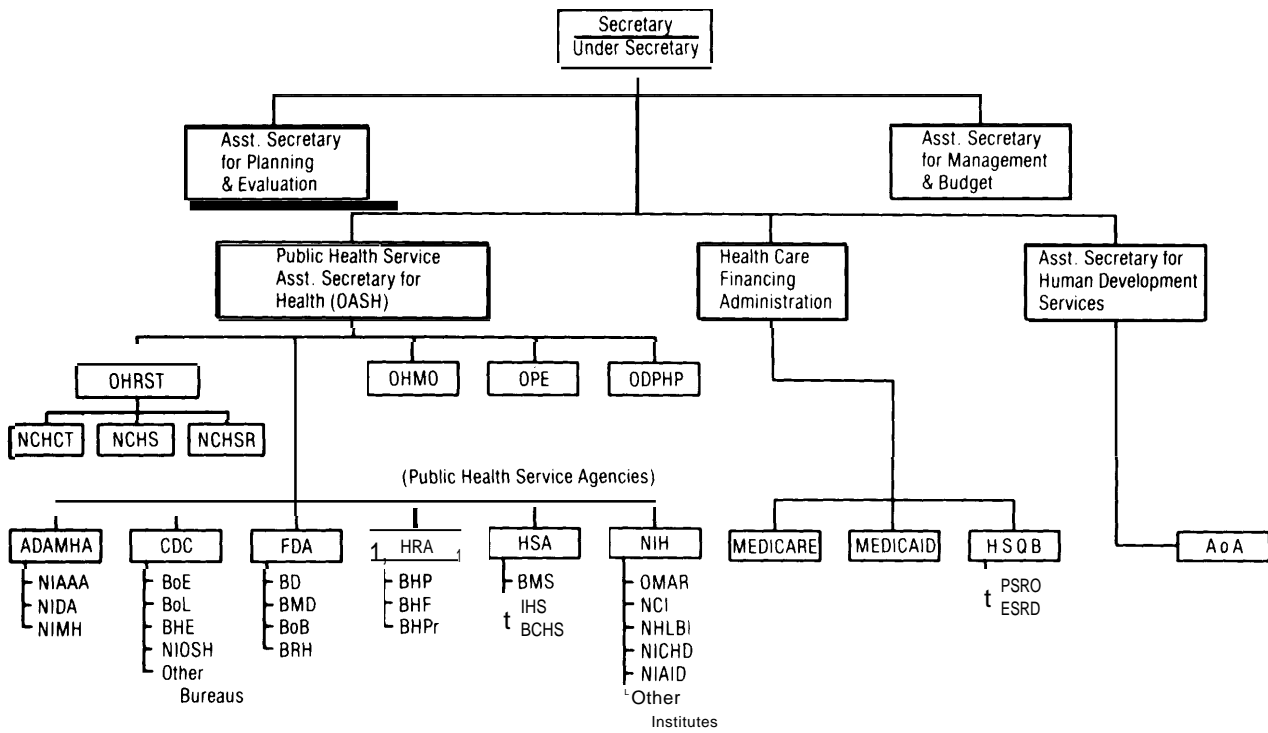 Secretary
Under Secretary
Asst. Secretary
for Planning
& Evaluation
Asst. Secretary
for Management
& Budget
Public Health Service
Asst. Secretary for
Health (OASH)
Health Care
Financing
Administration
Asst. Secretary for
Human Development
Services
OHRST
OHMO
OPE
ODPHP
NCHCT
NCHS
NCHSR
(Public Health Service Agencies)
ADAMHA
NIAAA
NIDA
NIMH
CDC
BoE
BoL
BHE
NIOSH
Other
Bureaus
FDA
BD
BMD
BoB
BRH
HRA
BHP
BHF
BHPr
HSA
BMS
IHS
BCHS
NIH
OMAR
NCI
NHLBI
NICHD
NIAID
Other
Institutes
MEDICARE
MEDICAID
HSQB
PSRO
ESRD
AoA